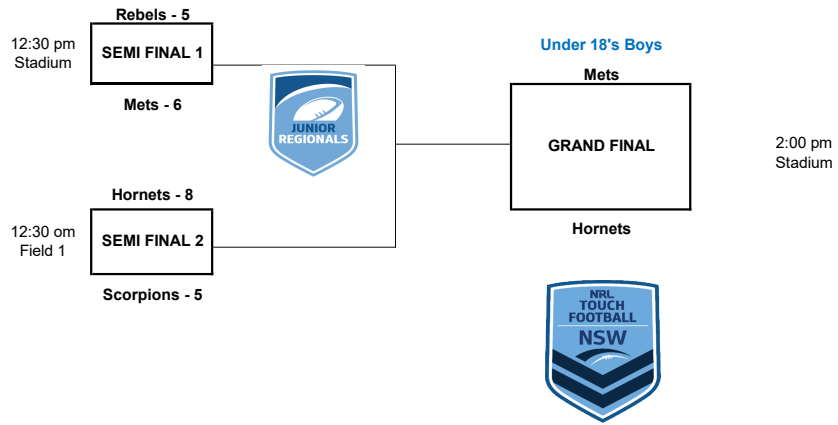 Rebels - 5
12:30 pm
Stadium
SEMI FINAL 1
Mets - 6
JUNIOR
REGIONALS
Under 18's Boys
Mets
GRAND FINAL
2:00 pm
Stadium
Hornets
Hornets - 8
12:30 om
Field 1
SEMI FINAL 2
Scorpions - 5
NRL
TOUCH
FOOTBALL
NSW